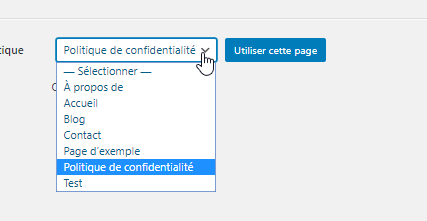 tique Politique de confidentialité Utiliser cette page
— Sélectionner —
À propos de
Accueil
Blog
Contact
Page d’exemple
Politique de confidentialité
Test